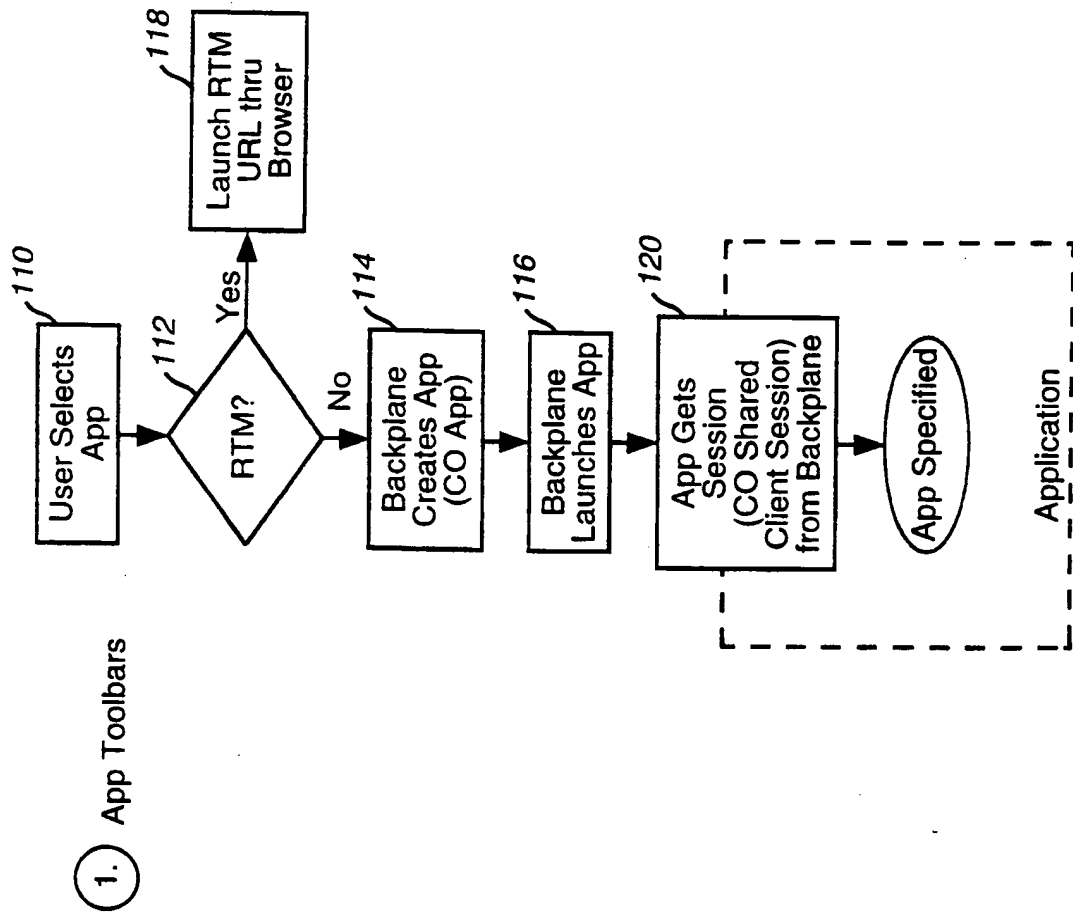 1.
App Toolbars
110
User Selects
App
112
RTM?
Yes
118
Launch RTM
URL thru
Browser
No
114
Backplane
Creates App
(CO App)
116
Backplane
Launches App
120
App Gets
Session
(CO Shared
Client Session)
from Backplane
App Specified
Application